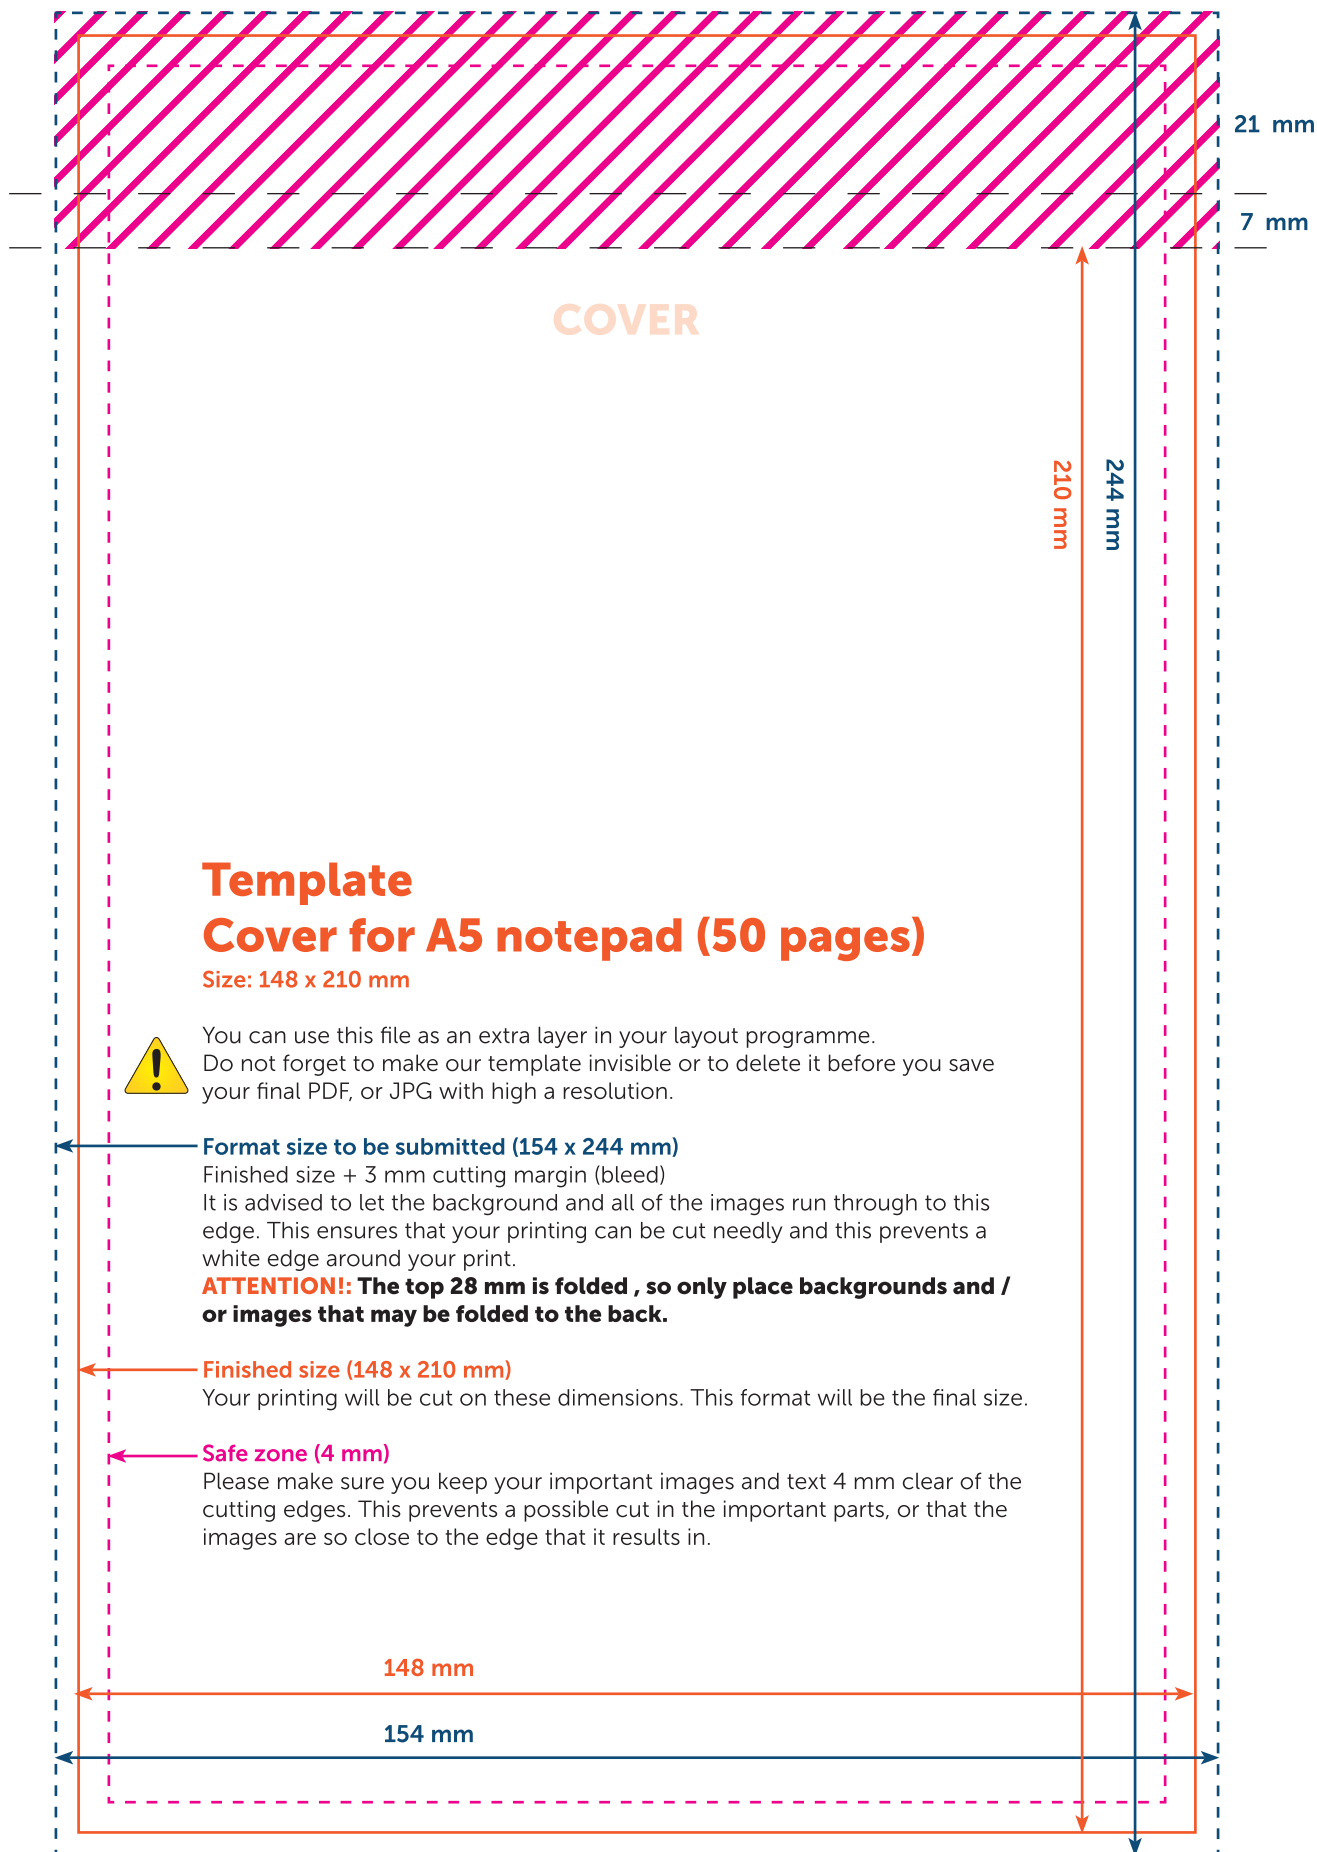 21 mm
7 mm
COVER
210 mm
244 mm
Template
Cover for A5 notepad (50 pages)
Size: 148 x 210 mm
You can use this file as an extra layer in your layout programme.
Do not forget to make our template invisible or to delete it before you save
your final PDF, or JPG with high a resolution.
Format size to be submitted (154 x 244 mm)
Finished size + 3 mm cutting margin (bleed)
It is advised to let the background and all of the images run through to this
edge. This ensures that your printing can be cut needly and this prevents a
white edge around your print.
ATTENTION!: The top 28 mm is folded , so only place backgrounds and /
or images that may be folded to the back.
Finished size (148 x 210 mm)
Your printing will be cut on these dimensions. This format will be the final size.
Safe zone (4 mm)
Please make sure you keep your important images and text 4 mm clear of the
cutting edges. This prevents a possible cut in the important parts, or that the
images are so close to the edge that it results in.
148 mm
154 mm